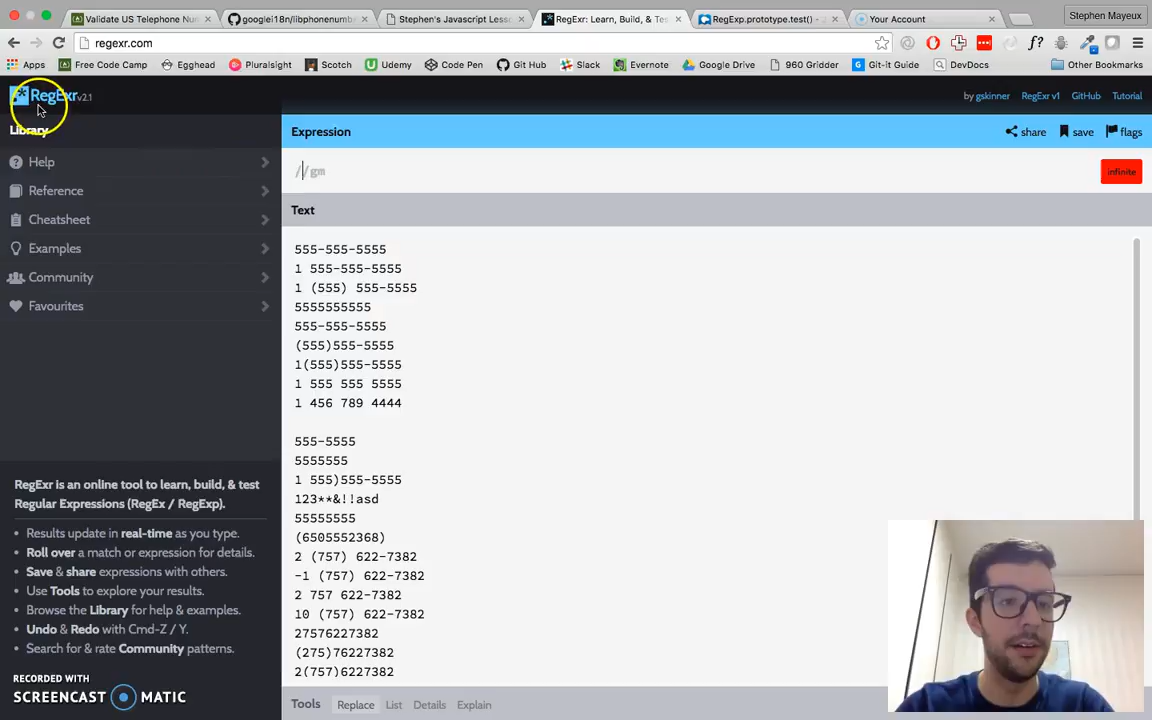 Validate US Telephone Nu
googlei18n/libphonenumb
Stephen's Javascript Less
RegExr: Learn, Build, & Tes
RegExp.prototype.test() -
Your Account
Stephen Mayeux
regexr.com
Apps
Free Code Camp
Egghead
Pluralsight
Scotch
Udemy
Code Pen
Git Hub
Slack
Evernote
Google Drive
960 Gridder
Git-it Guide
DevDocs
Other Bookmarks
RegExr v2.1
by gskinner
RegExr v1
GitHub
Tutorial
Library
Help
Reference
Cheatsheet
Examples
Community
Favourites
RegExr is an online tool to learn, build, & test
Regular Expressions (RegEx / RegExp).
• Results update in real-time as you type.
• Roll over a match or expression for details.
• Save & share expressions with others.
• Use Tools to explore your results.
• Browse the Library for help & examples.
• Undo & Redo with Cmd-Z / Y.
• Search for & rate Community patterns.
RECORDED WITH
SCREENCAST MATIC
Expression
share
save
flags
//gm
infinite
Text
555-555-5555
1 555-555-5555
1 (555) 555-5555
5555555555
555-555-5555
(555)555-5555
1(555)555-5555
1 555 555 5555
1 456 789 4444
555-5555
5555555
1 555)555-5555
123**&!!asd
55555555
(6505552368)
2 (757) 622-7382
-1 (757) 622-7382
2 757 622-7382
10 (757) 622-7382
27576227382
(275)76227382
2(757)6227382
Tools
Replace
List
Details
Explain